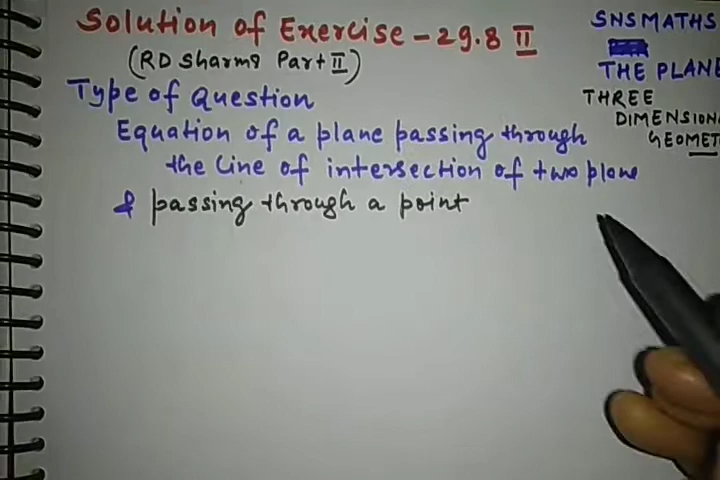 Solution of Exercise - 29.8 II
(RD Sharma Part II)
Type of Question
Equation of a plane passing through
the line of intersection of two plane
& passing through a point
SNSMATHS
THE PLANE
THREE
DIMENSIONA
GEOMET